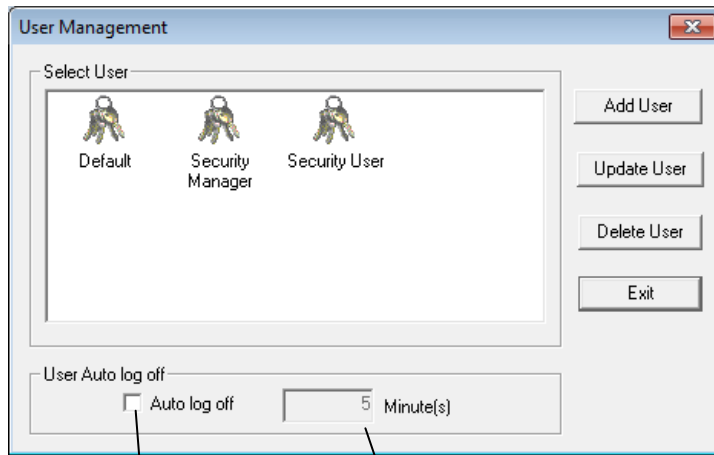 User Management
Select User
Default
Security
Manager
Security User
Add User
Update User
Delete User
Exit
User Auto log off
Auto log off
5
Minute(s)